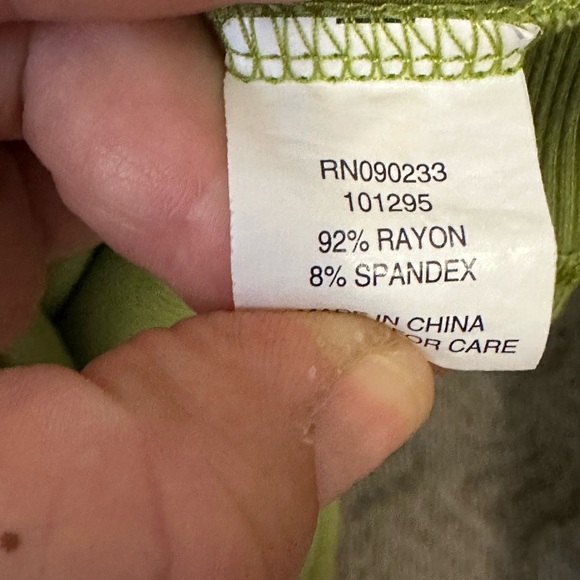 RN090233
101295
92% RAYON
8% SPANDEX
IN CHINA
CARE